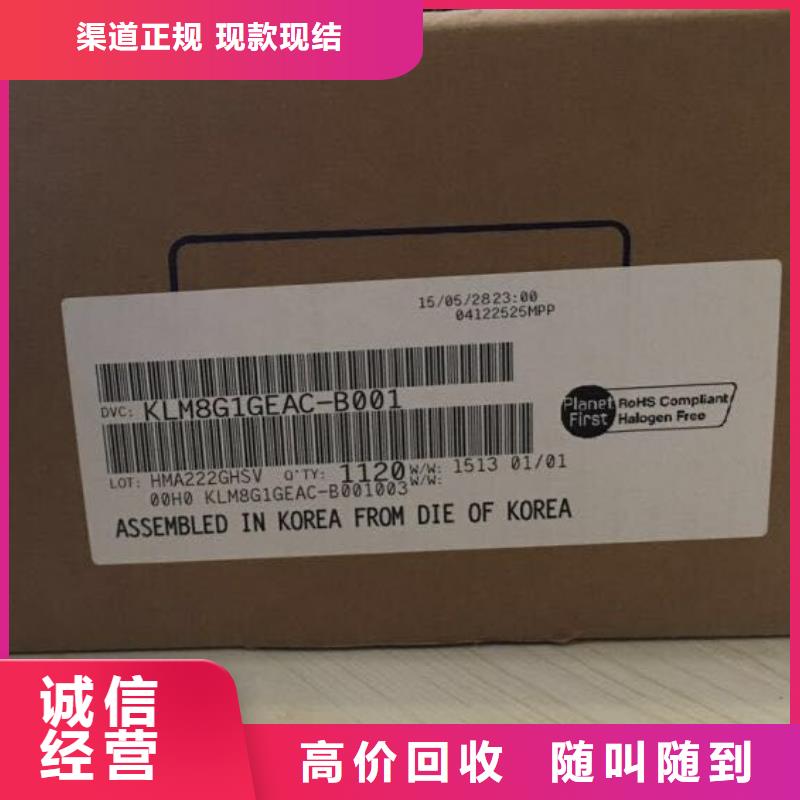 渠道正规 现款现结
15/05/2823:00
04122525MPP
DVC: KLM8G1GEAC-B001
Planet First
RoHS Compliant
Halogen Free
LOT: HMA222GHSV Q'TY: 1120 W/W: 1513 01/01
00H0 KLM8G1GEAC-B001003 W/W:
ASSEMBLED IN KOREA FROM DIE OF KOREA
诚信
经营
高价回收 随叫随到